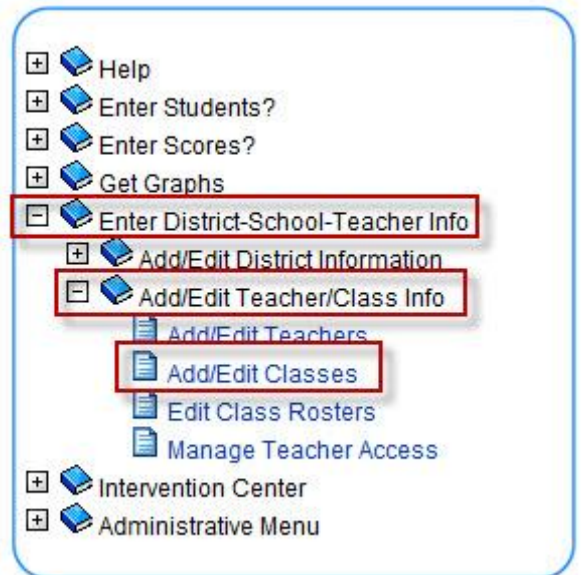 Help
Enter Students?
Enter Scores?
Get Graphs
Enter District-School-Teacher Info
Add/Edit District Information
Add/Edit Teacher/Class Info
Add/Edit Teachers
Add/Edit Classes
Edit Class Rosters
Manage Teacher Access
Intervention Center
Administrative Menu